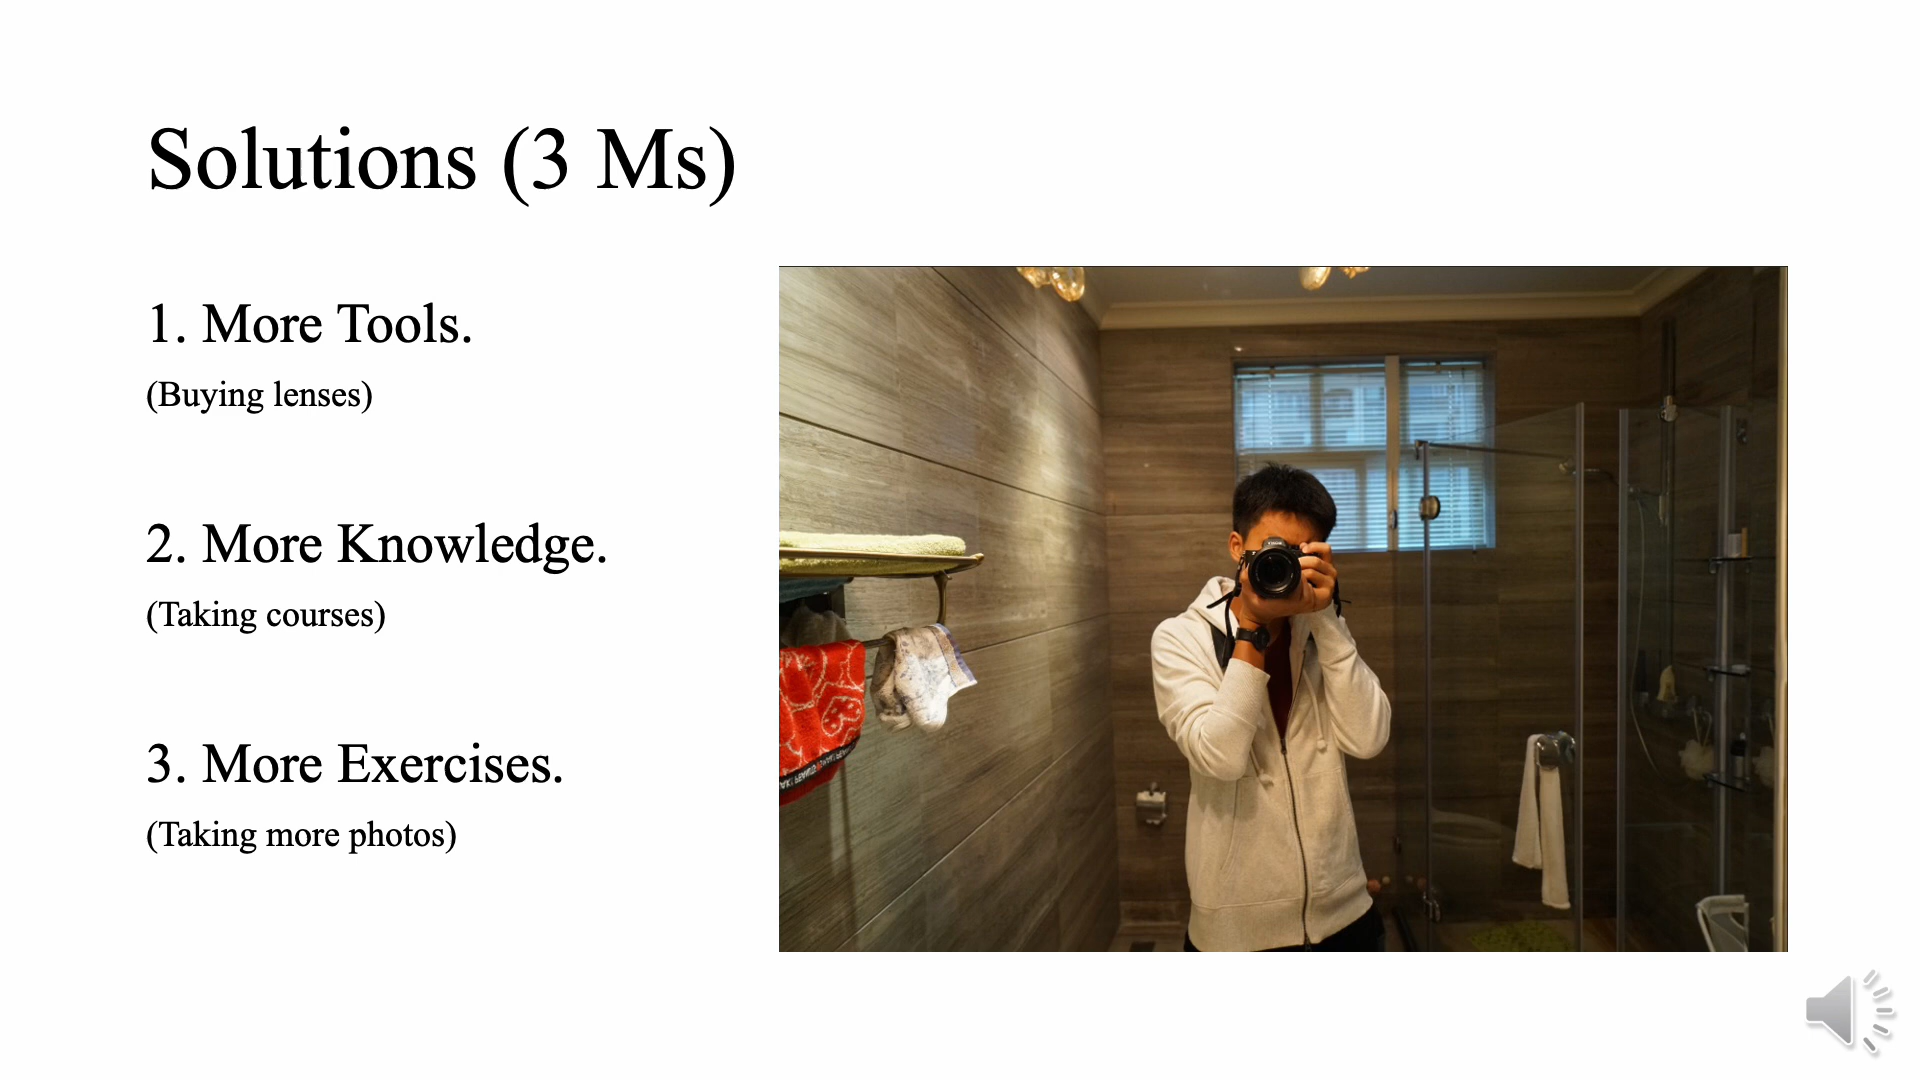 Solutions (3 Ms)
1. More Tools.
(Buying lenses)
2. More Knowledge.
(Taking courses)
3. More Exercises.
(Taking more photos)